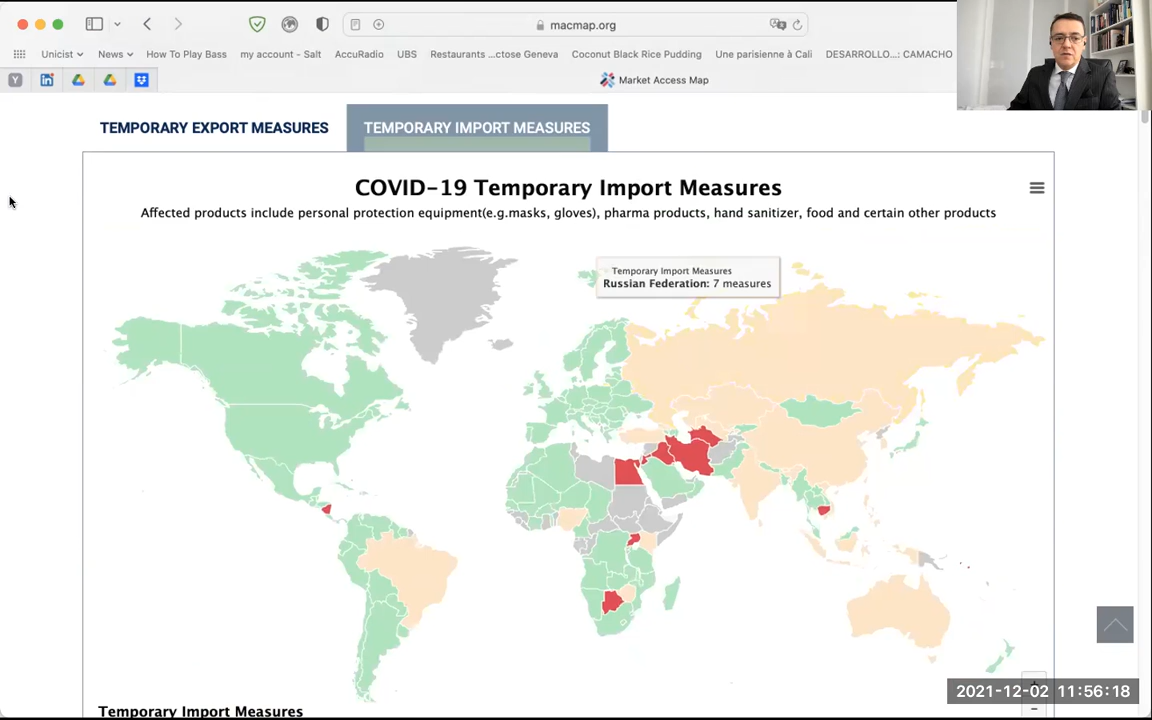 macmap.org
Unicist
News
How To Play Bass
my account - Salt
AccuRadio
UBS
Restaurants ...ctose Geneva
Coconut Black Rice Pudding
Une parisienne à Cali
DESARROLLO...: CAMACHO
Y
in
Market Access Map
TEMPORARY EXPORT MEASURES
TEMPORARY IMPORT MEASURES
COVID-19 Temporary Import Measures
Affected products include personal protection equipment(e.g.masks, gloves), pharma products, hand sanitizer, food and certain other products
Temporary Import Measures
Russian Federation: 7 measures
2021-12-02 11:56:18
Temporary Import Measures